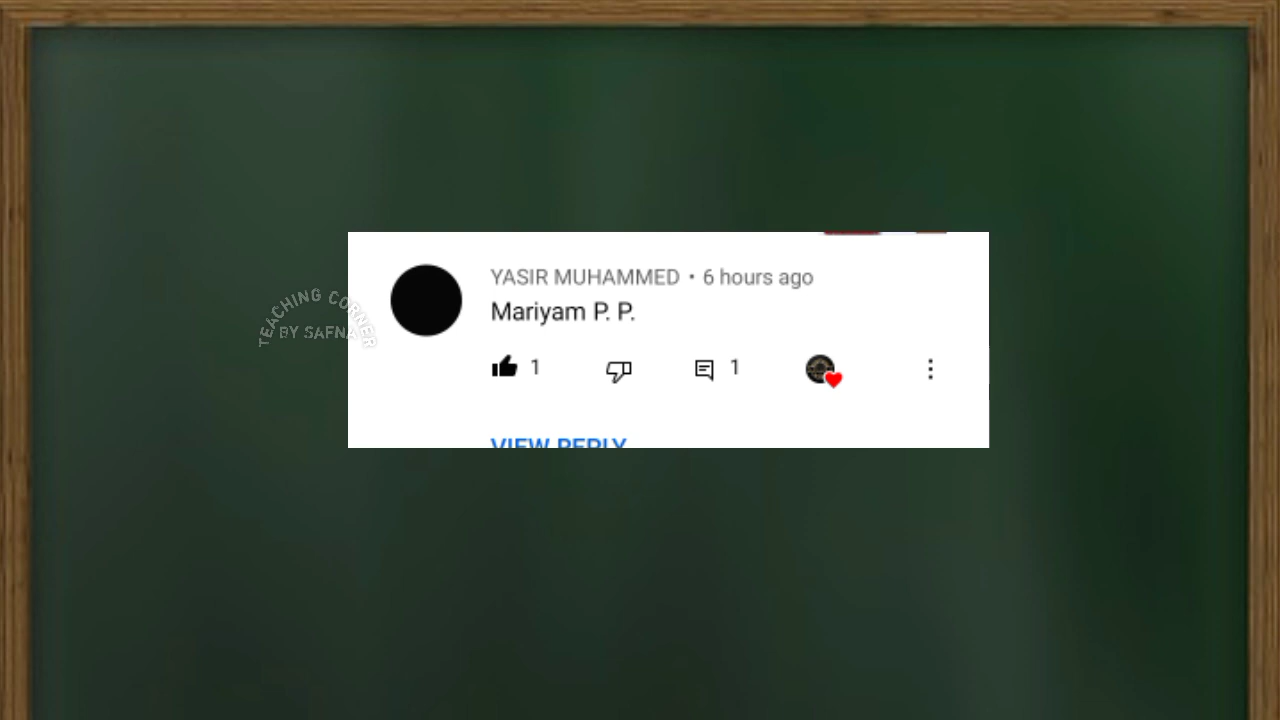 TEACHING CORNER
BY SAFNA
YASIR MUHAMMED • 6 hours ago
Mariyam P. P.
1 1
VIEW REPLY